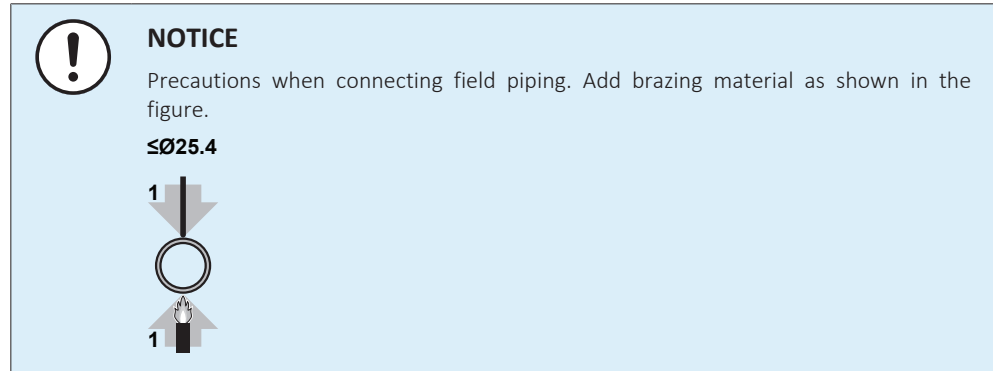 NOTICE
Precautions when connecting field piping. Add brazing material as shown in the
figure.
≤Ø25.4
1
1